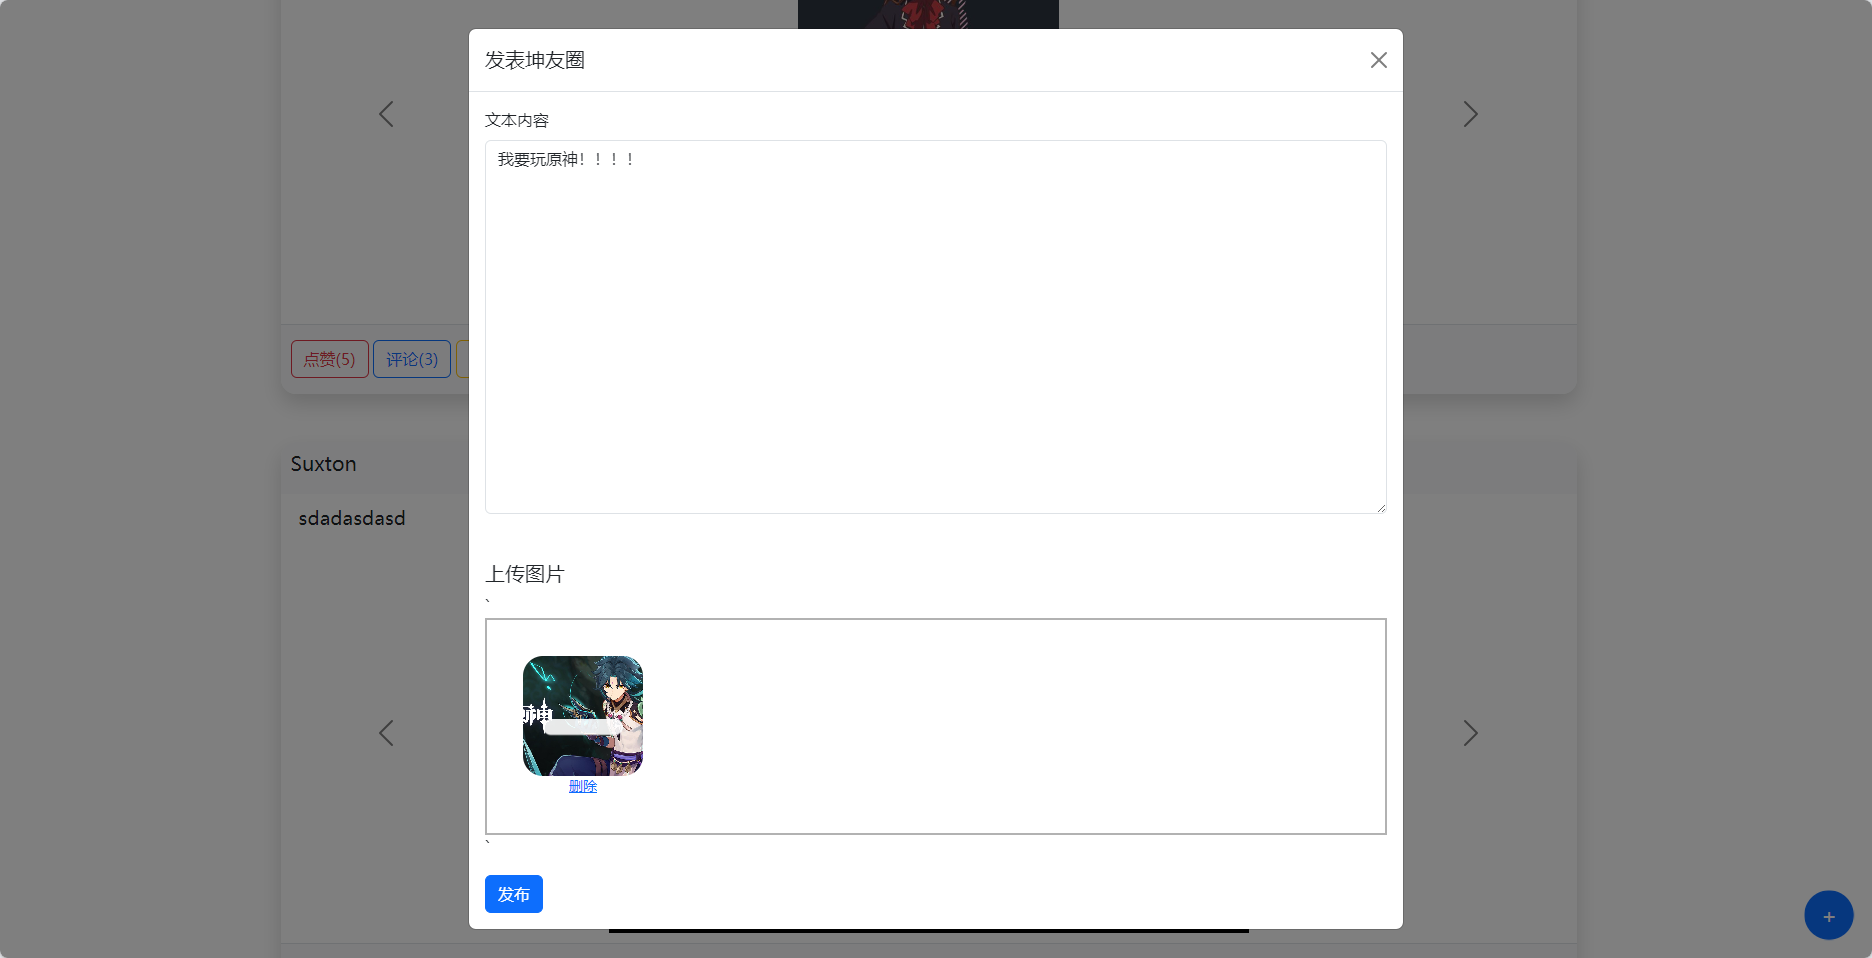 发表坤友圈
文本内容
我要玩原神！！！！
点赞(5) 评论(3)
Suxton
sdadasdasd
上传图片
`
删除
`
发布
+